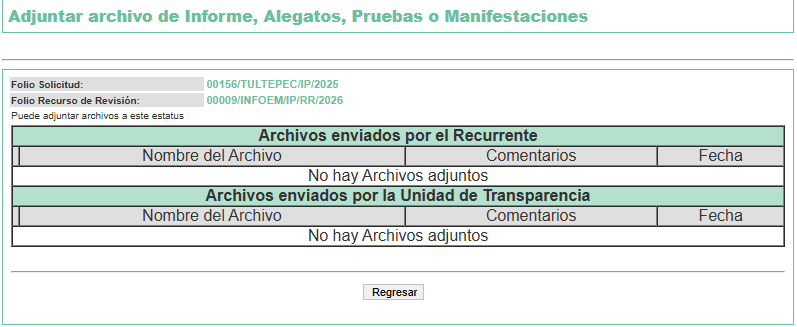 Adjuntar archivo de Informe, Alegatos, Pruebas o Manifestaciones
Folio Solicitud: 00156/TULTEPEC/IP/2025
Folio Recurso de Revisión: 00009/INFOEM/IP/RR/2026
Puede adjuntar archivos a este estatus
Archivos enviados por el Recurrente
Nombre del Archivo Comentarios Fecha
No hay Archivos adjuntos
Archivos enviados por la Unidad de Transparencia
Nombre del Archivo Comentarios Fecha
No hay Archivos adjuntos
Regresar